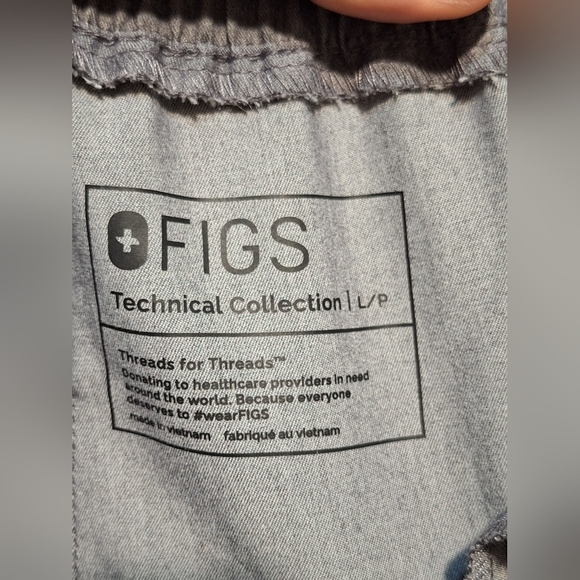 FIGS
Technical Collection | L/P
Threads for Threads™
Donating to healthcare providers in need
around the world. Because everyone
deserves to #wearFIGS
made in vietnam fabriqué au vietnam